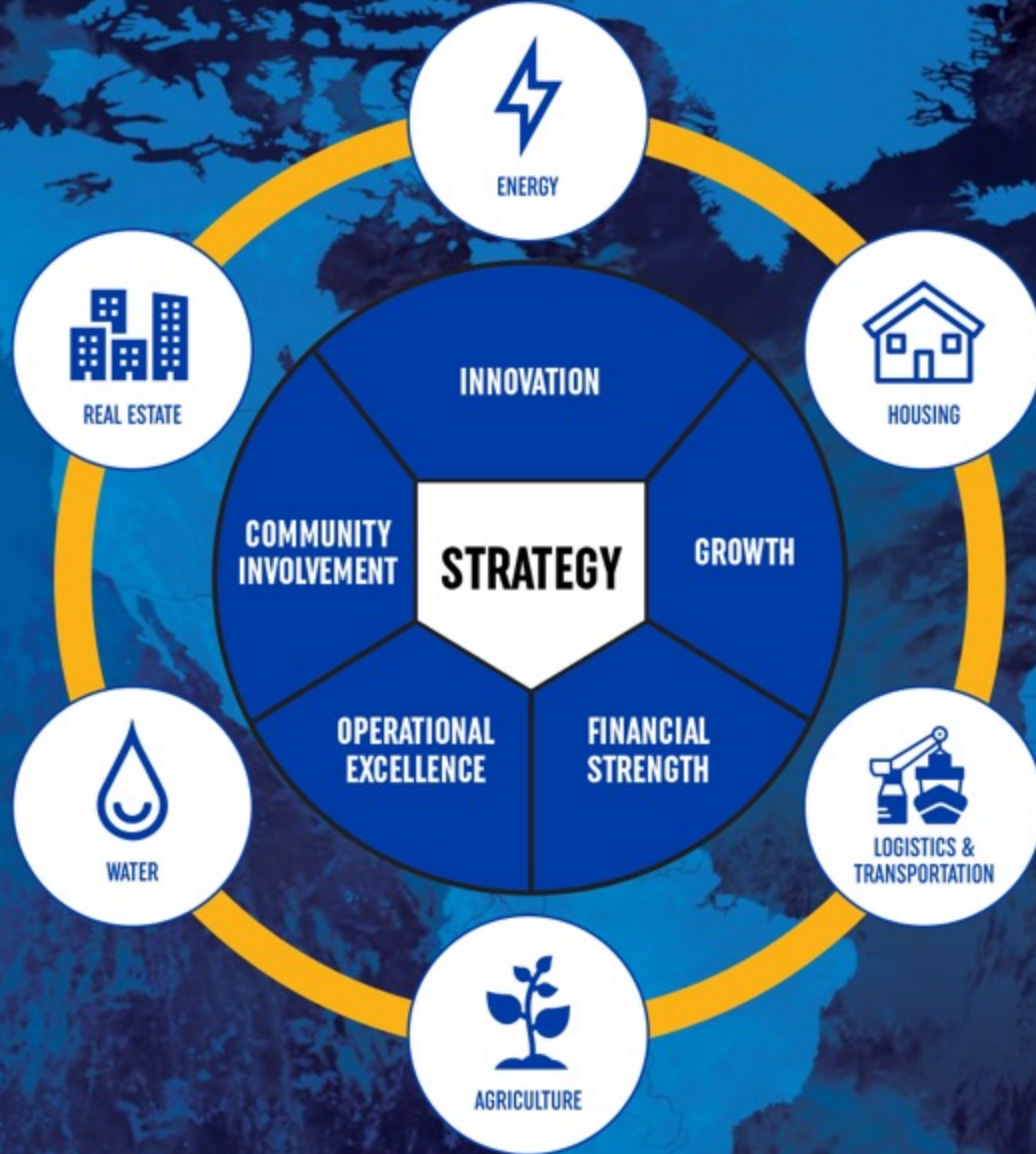 ENERGY
REAL ESTATE
HOUSING
INNOVATION
COMMUNITY
INVOLVEMENT
STRATEGY
GROWTH
OPERATIONAL
EXCELLENCE
FINANCIAL
STRENGTH
WATER
LOGISTICS &
TRANSPORTATION
AGRICULTURE